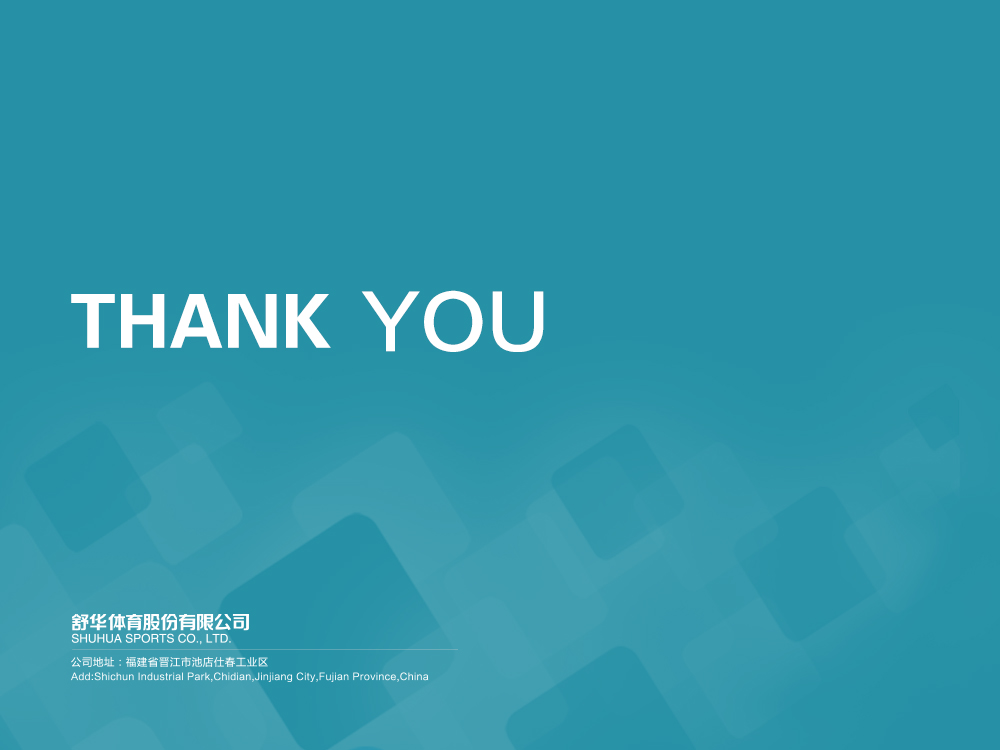 THANK YOU
舒华体育股份有限公司
SHUHUA SPORTS CO., LTD.
公司地址：福建省晋江市池店仕春工业区
Add:Shichun Industrial Park,Chidian,Jinjiang City,Fujian Province,China